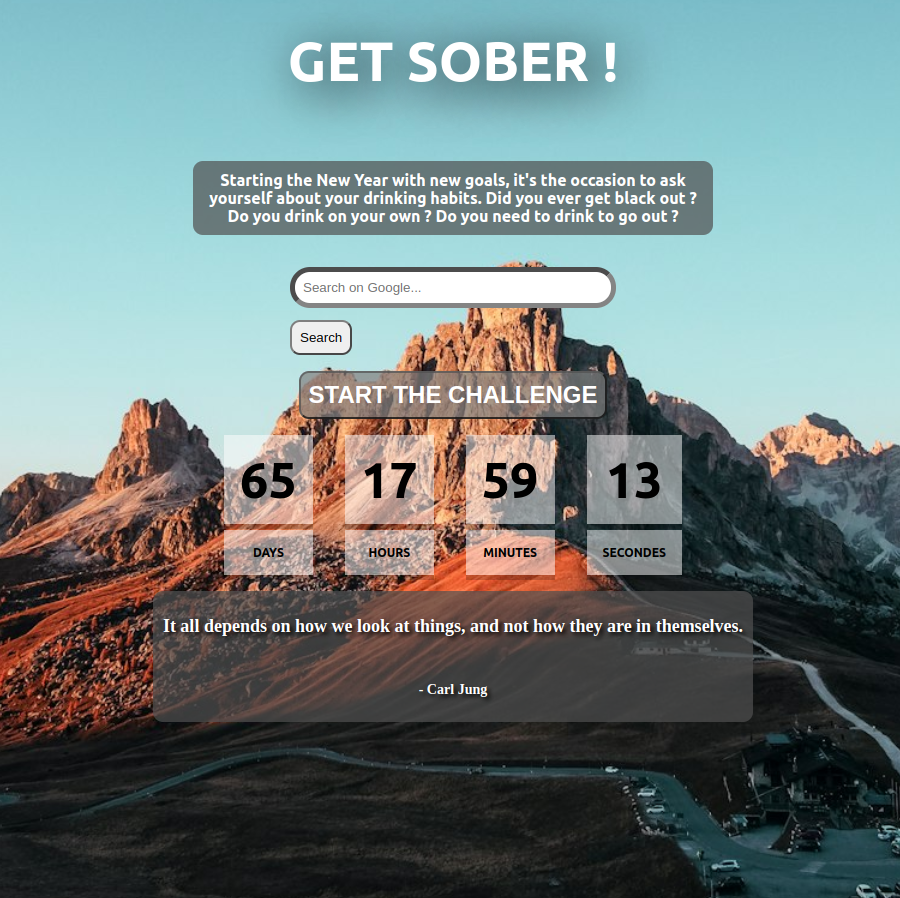 GET SOBER !
Starting the New Year with new goals, it's the occasion to ask
yourself about your drinking habits. Did you ever get black out ?
Do you drink on your own ? Do you need to drink to go out ?
Search on Google...
Search
START THE CHALLENGE
65 17 59 13
DAYS HOURS MINUTES SECONDES
It all depends on how we look at things, and not how they are in themselves.
- Carl Jung